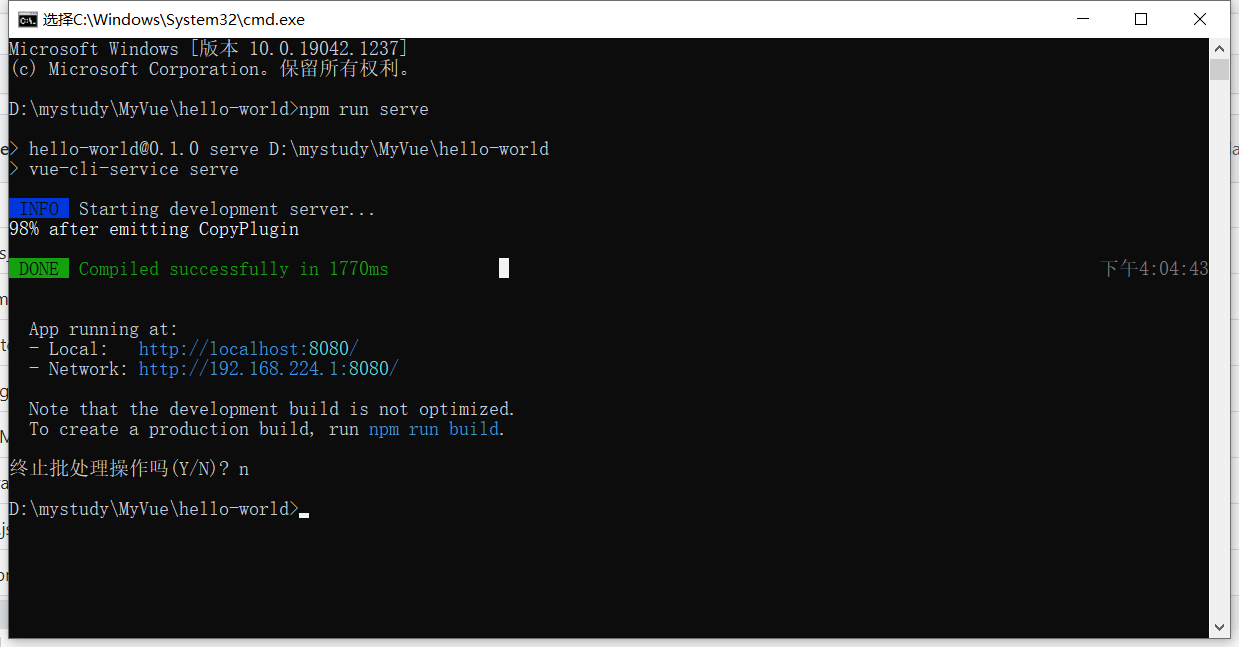 选择C:\Windows\System32\cmd.exe
Microsoft Windows [版本 10.0.19042.1237]
(c) Microsoft Corporation。保留所有权利。
D:\mystudy\MyVue\hello-world>npm run serve
> hello-world@0.1.0 serve D:\mystudy\MyVue\hello-world
> vue-cli-service serve
INFO Starting development server...
98% after emitting CopyPlugin
DONE Compiled successfully in 1770ms 下午4:04:43
App running at:
- Local: http://localhost:8080/
- Network: http://192.168.224.1:8080/
Note that the development build is not optimized.
To create a production build, run npm run build.
终止批处理操作吗(Y/N)? n
D:\mystudy\MyVue\hello-world>